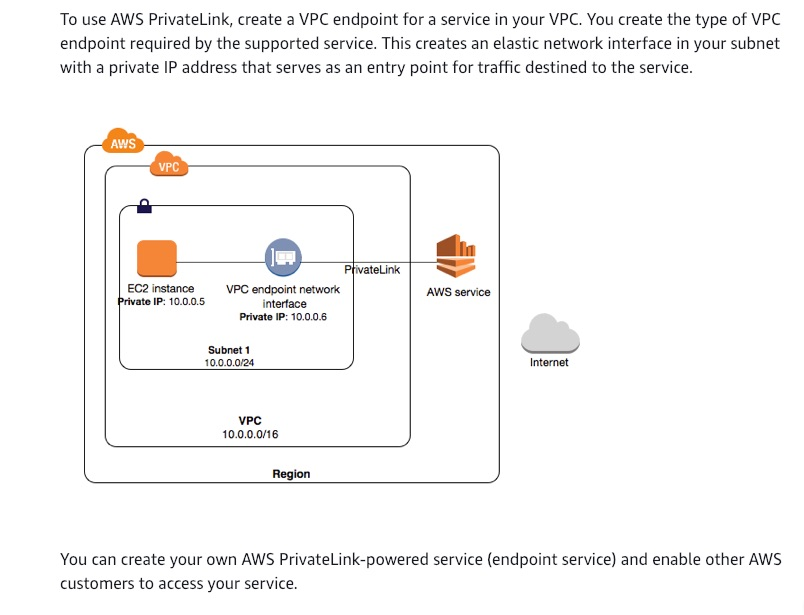 To use AWS PrivateLink, create a VPC endpoint for a service in your VPC. You create the type of VPC
endpoint required by the supported service. This creates an elastic network interface in your subnet
with a private IP address that serves as an entry point for traffic destined to the service.
AWS
VPC
PrivateLink
EC2 instance
Private IP: 10.0.0.5
VPC endpoint network
interface
Private IP: 10.0.0.6
AWS service
Subnet 1
10.0.0.0/24
Internet
VPC
10.0.0.0/16
Region
You can create your own AWS PrivateLink-powered service (endpoint service) and enable other AWS
customers to access your service.